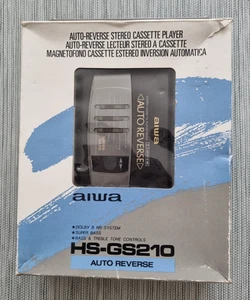 AUTO-REVERSE STEREO CASSETTE PLAYER
AUTO-REVERSE LECTEUR STEREO A CASSETTE
MAGNETOFONO CASSETTE ESTEREO INVERSION AUTOMATICA
AUTO REVERSE
aiwa
aiwa
DOLBY B NR SYSTEM
SUPER BASS
BASS & TREBLE TONE CONTROLS
HS-GS210
AUTO REVERSE